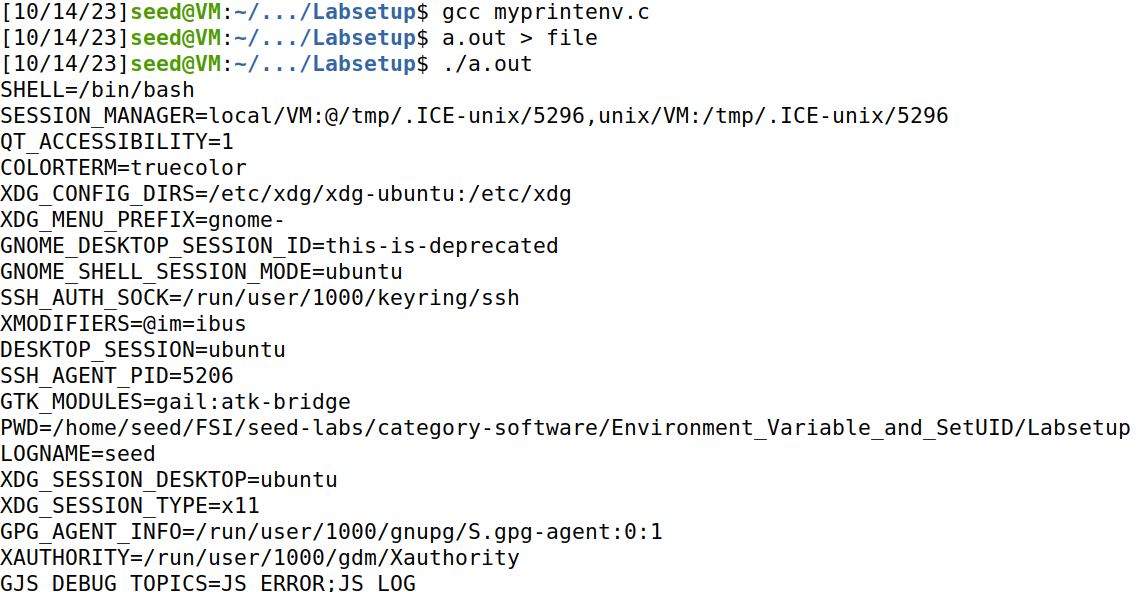 [10/14/23]seed@VM:~/.../Labsetup$ gcc myprintenv.c
[10/14/23]seed@VM:~/.../Labsetup$ a.out > file
[10/14/23]seed@VM:~/.../Labsetup$ ./a.out
SHELL=/bin/bash
SESSION_MANAGER=local/VM:@/tmp/.ICE-unix/5296,unix/VM:/tmp/.ICE-unix/5296
QT_ACCESSIBILITY=1
COLORTERM=truecolor
XDG_CONFIG_DIRS=/etc/xdg/xdg-ubuntu:/etc/xdg
XDG_MENU_PREFIX=gnome-
GNOME_DESKTOP_SESSION_ID=this-is-deprecated
GNOME_SHELL_SESSION_MODE=ubuntu
SSH_AUTH_SOCK=/run/user/1000/keyring/ssh
XMODIFIERS=@im=ibus
DESKTOP_SESSION=ubuntu
SSH_AGENT_PID=5206
GTK_MODULES=gail:atk-bridge
PWD=/home/seed/FSI/seed-labs/category-software/Environment_Variable_and_SetUID/Labsetup
LOGNAME=seed
XDG_SESSION_DESKTOP=ubuntu
XDG_SESSION_TYPE=x11
GPG_AGENT_INFO=/run/user/1000/gnupg/S.gpg-agent:0:1
XAUTHORITY=/run/user/1000/gdm/Xauthority
GJS_DEBUG_TOPICS=JS ERROR;JS LOG